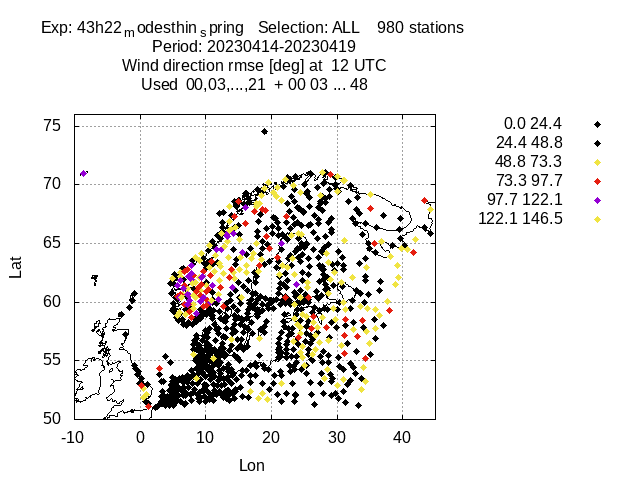 Exp: 43h22modesthinspring   Selection: ALL    980 stations
Period: 20230414-20230419
Wind direction rmse [deg] at  12 UTC
Used  00,03,...,21  + 00 03 ... 48
0.0 24.4
24.4 48.8
48.8 73.3
73.3 97.7
97.7 122.1
122.1 146.5
75
70
65
60
55
50
Lat
-10 0 10 20 30 40
Lon